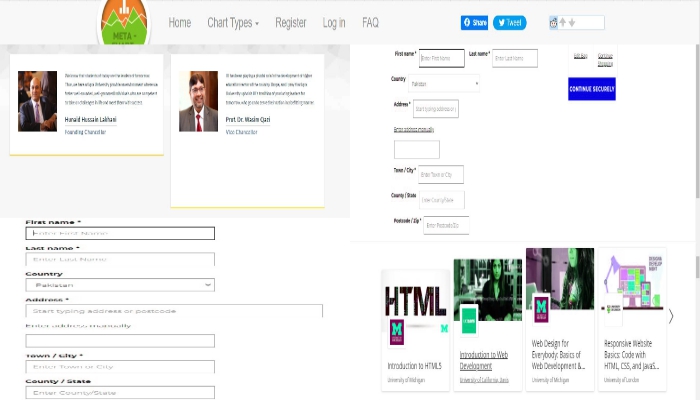 META -
Home
Chart Types
Register
Log in
FAQ
Share
Tweet
Hunaid Hussain Lakhani
Founding Chancellor
Prof. Dr. Wasim Qazi
Vice Chancellor
First name *
Enter First Name
Last name *
Enter Last Name
Country
Pakistan
Address *
Start typing address or postcode
Enter address manually
Town / City *
Enter Town or City
County / State
Enter County/State
First name *
Enter First Name
Last name *
Enter Last Name
Country
Pakistan
Address *
Start typing address o
Enter address manually
Town / City *
Enter Town or City
County / State
Enter County/State
Postcode / Zip *
Enter Postcode/Zip
Edit Bag
Continue
Shopping
CONTINUE SECURELY
HTML
Introduction to HTML5
University of Michigan
Introduction to Web
Development
University of California, Davis
Web Design for
Everybody: Basics of
Web Development &...
University of Michigan
Responsive Website
Basics: Code with
HTML, CSS, and JavaS...
University of London